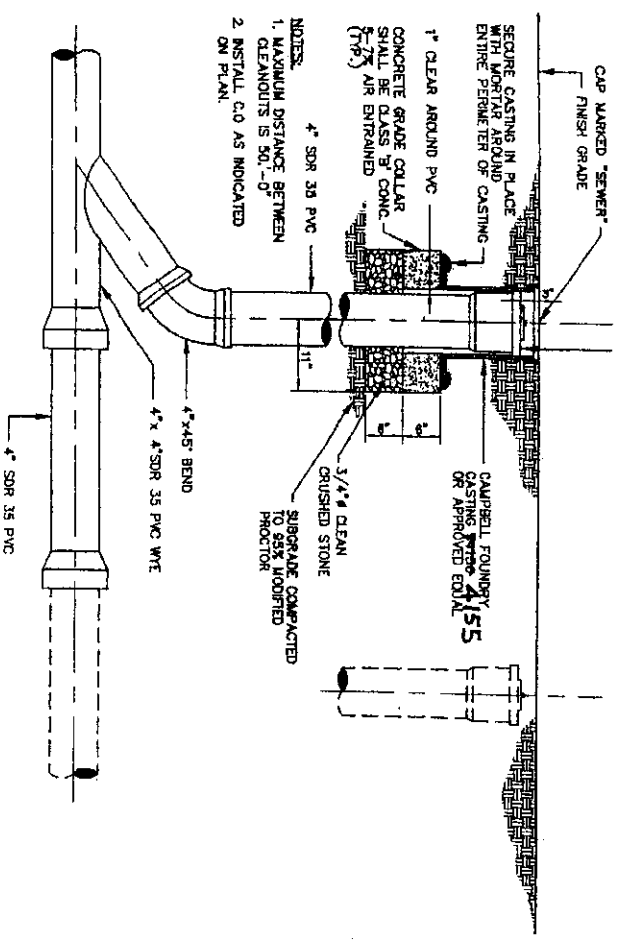 CAP MARKED "SEWER"
FINISH GRADE
SECURE CASTING IN PLACE
WITH MORTAR AROUND
ENTIRE PERIMETER OF CASTING
1" CLEAR AROUND PVC
CONCRETE GRADE COLLAR
SHALL BE CLASS 'B' CONC.
5-7% AIR ENTRAINED
(TYP.)
4" SDR 35 PVC
NOTES:
1. MAXIMUM DISTANCE BETWEEN
CLEANOUTS IS 50.'-0"
2. INSTALL C.O AS INDICATED
ON PLAN.
11"
6"
CAMPBELL FOUNDRY
CASTING 4155
OR APPROVED EQUAL
3/4"ø CLEAN
CRUSHED STONE
SUBGRADE COMPACTED
TO 95% MODIFIED
PROCTOR
4"x45° BEND
4"x 4"SDR 35 PVC WYE
4" SDR 35 PVC